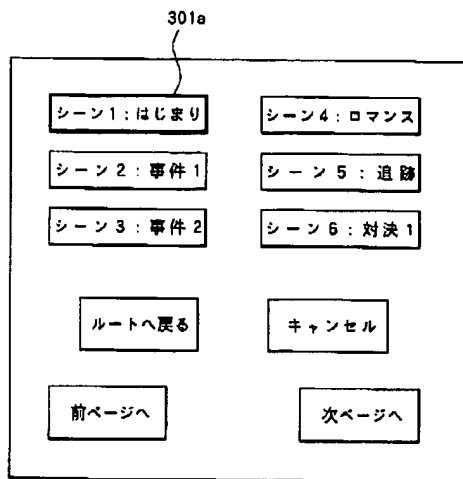 301a
シーン1:はじまり シーン4:ロマンス
シーン2:事件1 シーン5:追跡
シーン3:事件2 シーン6:対決1
ルートへ戻る キャンセル
前ページへ 次ページへ